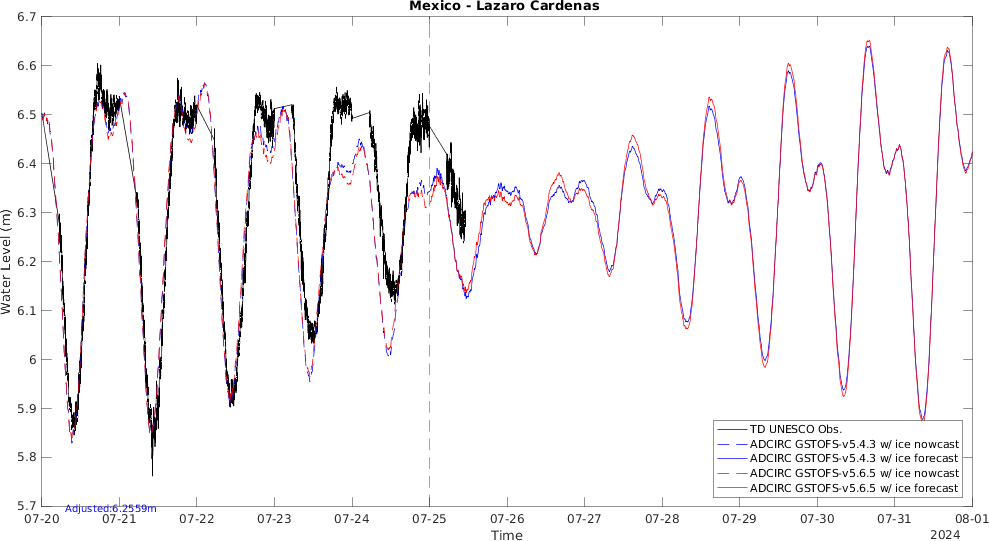 Mexico - Lazaro Cardenas
6.7
6.6
6.5
6.4
6.3
6.2
6.1
6
5.9
5.8
5.7
Water Level (m)
TD UNESCO Obs.
ADCIRC GSTOFS-v5.4.3 w/ ice nowcast
ADCIRC GSTOFS-v5.4.3 w/ ice forecast
ADCIRC GSTOFS-v5.6.5 w/ ice nowcast
ADCIRC GSTOFS-v5.6.5 w/ ice forecast
Adjusted:6.2559m
07-20 07-21 07-22 07-23 07-24 07-25 07-26 07-27 07-28 07-29 07-30 07-31 08-01
Time
2024